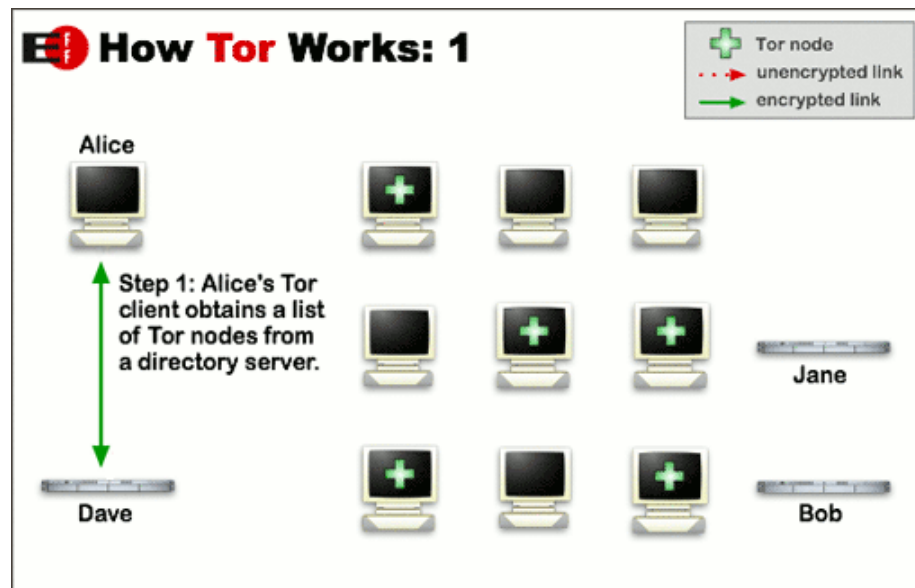 EFF How Tor Works: 1
Tor node
unencrypted link
encrypted link
Alice
Step 1: Alice's Tor
client obtains a list
of Tor nodes from
a directory server.
Jane
Dave
Bob